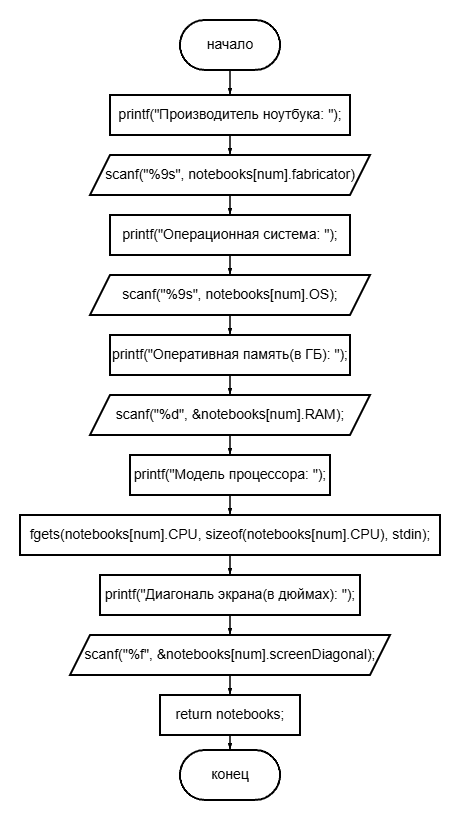 начало
printf("Производитель ноутбука: ");
scanf("%9s", notebooks[num].fabricator)
printf("Операционная система: ");
scanf("%9s", notebooks[num].OS);
printf("Оперативная память(в ГБ): ");
scanf("%d", &notebooks[num].RAM);
printf("Модель процессора: ");
fgets(notebooks[num].CPU, sizeof(notebooks[num].CPU), stdin);
printf("Диагональ экрана(в дюймах): ");
scanf("%f", &notebooks[num].screenDiagonal);
return notebooks;
конец